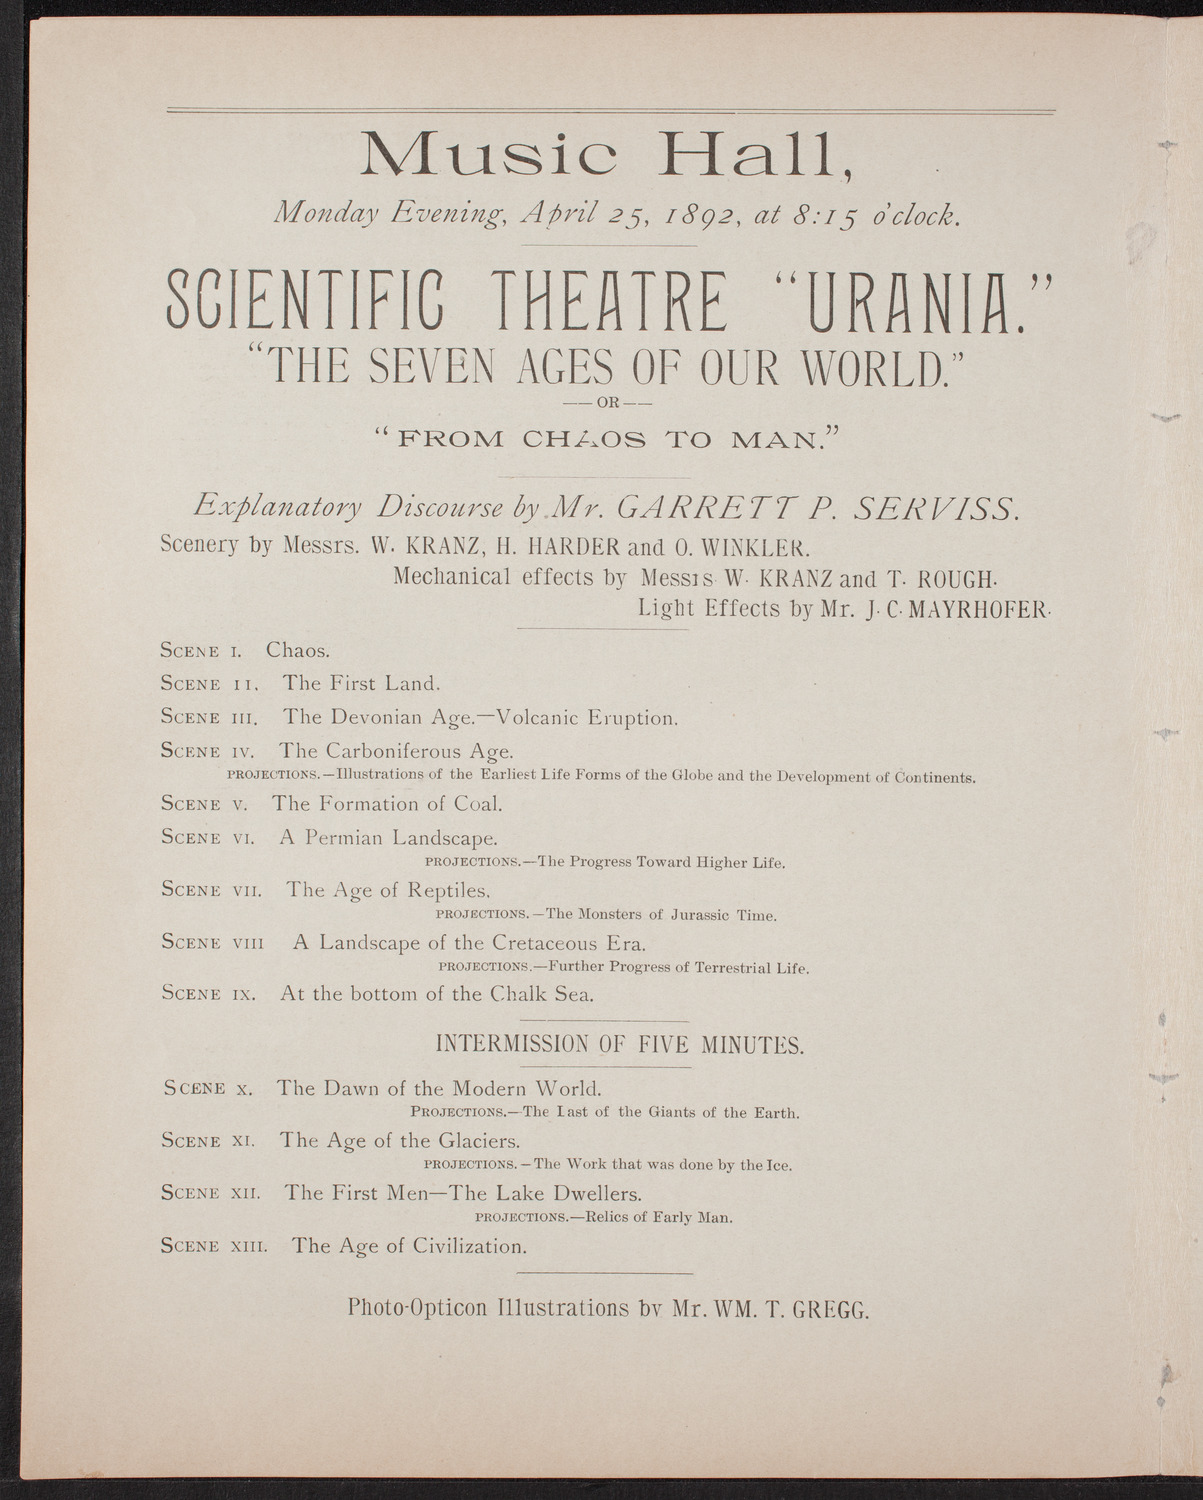 Music Hall,
Monday Evening, April 25, 1892, at 8:15 o'clock.
SCIENTIFIC THEATRE "URANIA."
"THE SEVEN AGES OF OUR WORLD."
—— OR ——
"FROM CHAOS TO MAN."
Explanatory Discourse by Mr. GARRETT P. SERVISS.
Scenery by Messrs. W. KRANZ, H. HARDER and O. WINKLER.
Mechanical effects by Messrs. W. KRANZ and T. ROUGH.
Light Effects by Mr. J. C. MAYRHOFER.
SCENE I. Chaos.
SCENE II. The First Land.
SCENE III. The Devonian Age.—Volcanic Eruption.
SCENE IV. The Carboniferous Age.
PROJECTIONS.—Illustrations of the Earliest Life Forms of the Globe and the Development of Continents.
SCENE V. The Formation of Coal.
SCENE VI. A Permian Landscape.
PROJECTIONS.—The Progress Toward Higher Life.
SCENE VII. The Age of Reptiles.
PROJECTIONS.—The Monsters of Jurassic Time.
SCENE VIII A Landscape of the Cretaceous Era.
PROJECTIONS.—Further Progress of Terrestrial Life.
SCENE IX. At the bottom of the Chalk Sea.
INTERMISSION OF FIVE MINUTES.
SCENE X. The Dawn of the Modern World.
PROJECTIONS.—The Last of the Giants of the Earth.
SCENE XI. The Age of the Glaciers.
PROJECTIONS.—The Work that was done by the Ice.
SCENE XII. The First Men—The Lake Dwellers.
PROJECTIONS.—Relics of Early Man.
SCENE XIII. The Age of Civilization.
Photo-Opticon Illustrations by Mr. WM. T. GREGG.